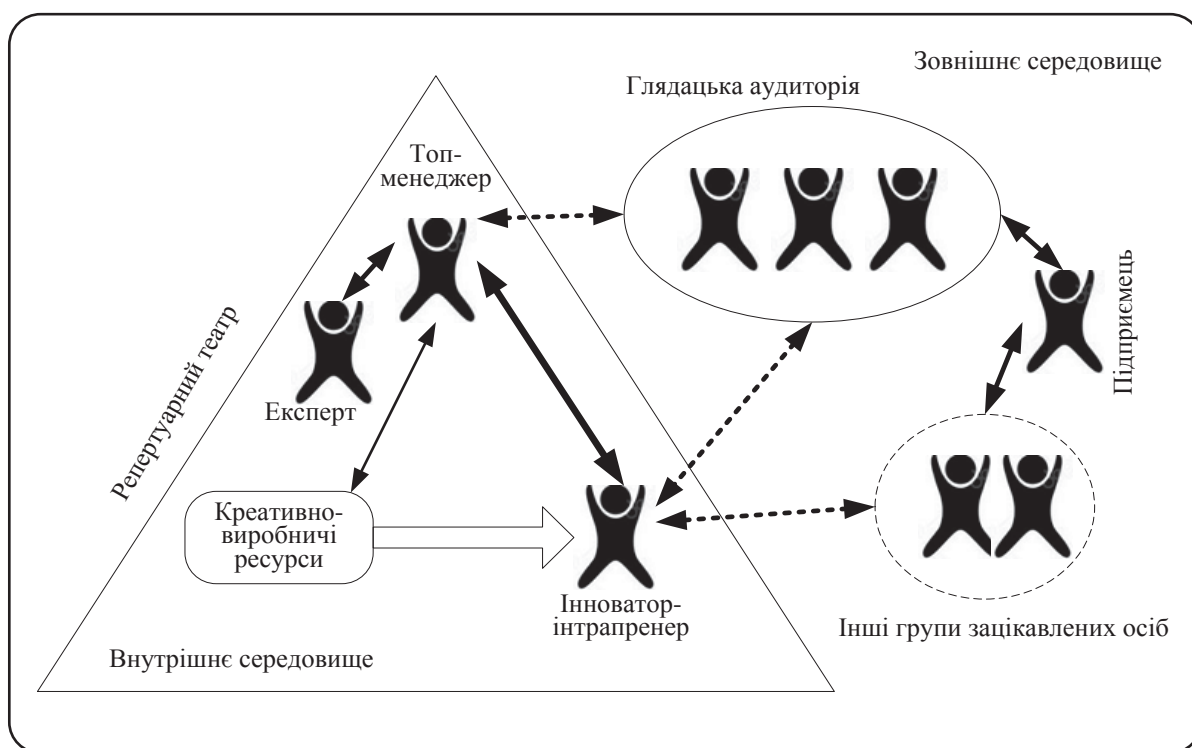 Зовнішнє середовище
Глядацька аудиторія
Топ-
менеджер
Репертуарний театр
Експерт
Підприємець
Креативно-
виробничі
ресурси
Інноватор-
інтрапренер
Інші групи зацікавлених осіб
Внутрішнє середовище